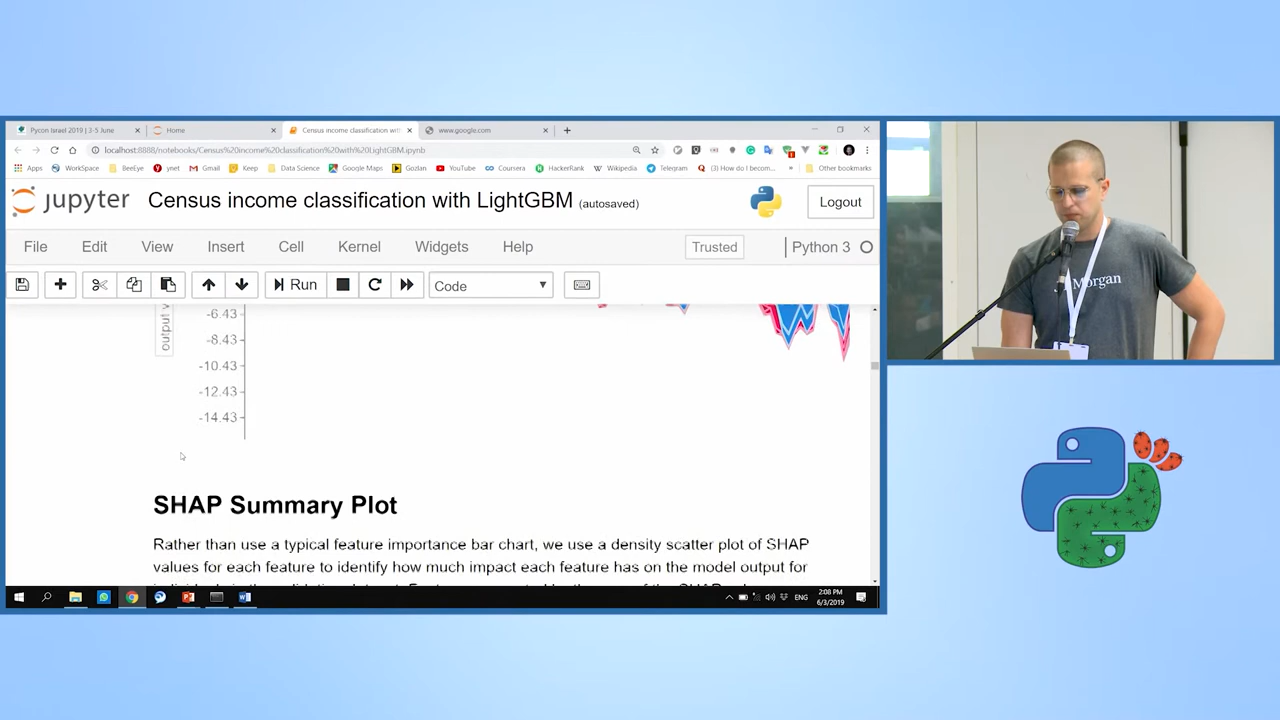 Pycon Israel 2019 | 3-5 June
Home
Census income classification with
www.google.com
localhost:8888/notebooks/Census%20income%20classification%20with%20LightGBM.ipynb
Apps
WorkSpace
BeeEye
ynet
Gmail
Keep
Data Science
Google Maps
Gozlan
YouTube
Coursera
HackerRank
Wikipedia
Telegram
(3) How do I becom
Other bookmarks
jupyter
Census income classification with LightGBM (autosaved)
Logout
File Edit View Insert Cell Kernel Widgets Help
Trusted
Python 3
Run
Code
output v
-6.43
-8.43
-10.43
-12.43
-14.43
SHAP Summary Plot
Rather than use a typical feature importance bar chart, we use a density scatter plot of SHAP
values for each feature to identify how much impact each feature has on the model output for
ENG
2:08 PM
6/3/2019
Morgan